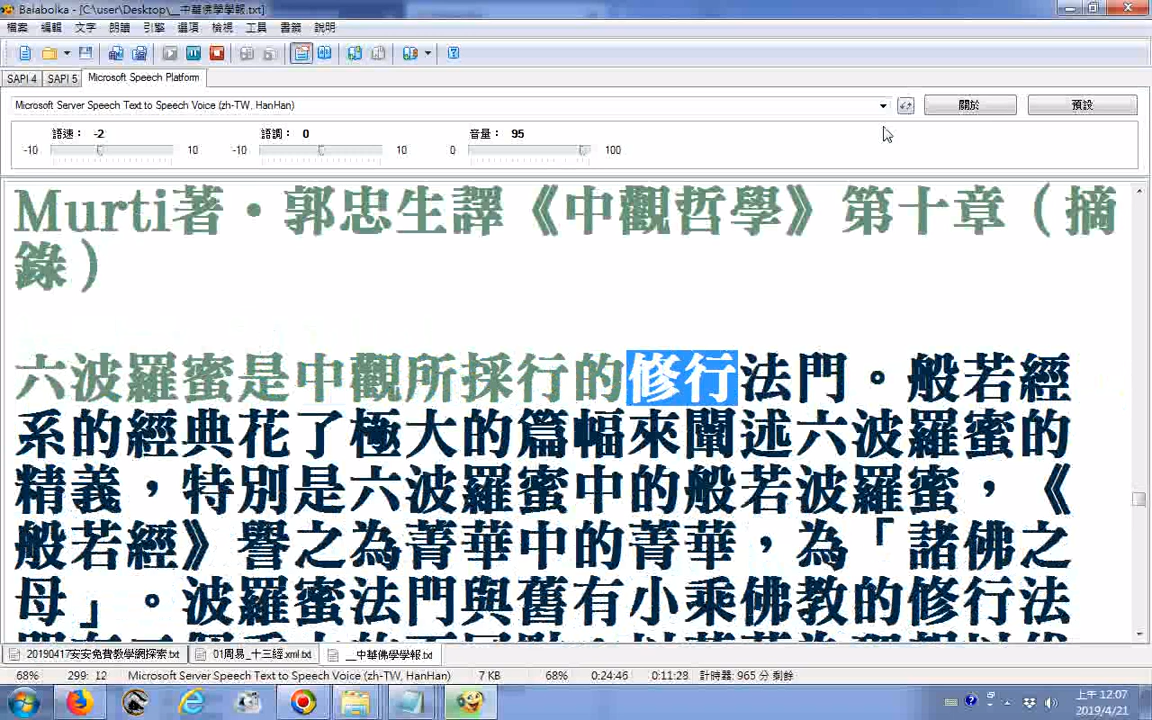 Balabolka - [C:\user\Desktop\__中華佛學學報.txt]
檔案 編輯 文字 朗讀 引擎 選項 檢視 工具 書籤 說明
SAPI 4 SAPI 5 Microsoft Speech Platform
Microsoft Server Speech Text to Speech Voice (zh-TW, HanHan) 關於 預設
語速： -2 語調： 0 音量： 95
-10 10 -10 10 0 100
Murti著‧郭忠生譯《中觀哲學》第十章（摘
錄）
六波羅蜜是中觀所採行的修行法門。般若經
系的經典花了極大的篇幅來闡述六波羅蜜的
精義，特別是六波羅蜜中的般若波羅蜜，《
般若經》譽之為菁華中的菁華，為「諸佛之
母」。波羅蜜法門與舊有小乘佛教的修行法
20190417安安免費教學網探索.txt 01周易_十三經.xml.txt __中華佛學學報.txt
68% 299: 12 Microsoft Server Speech Text to Speech Voice (zh-TW, HanHan) 7 KB 68% 0:24:46 0:11:28 計時器: 965 分 剩餘
上午 12:07
2019/4/21